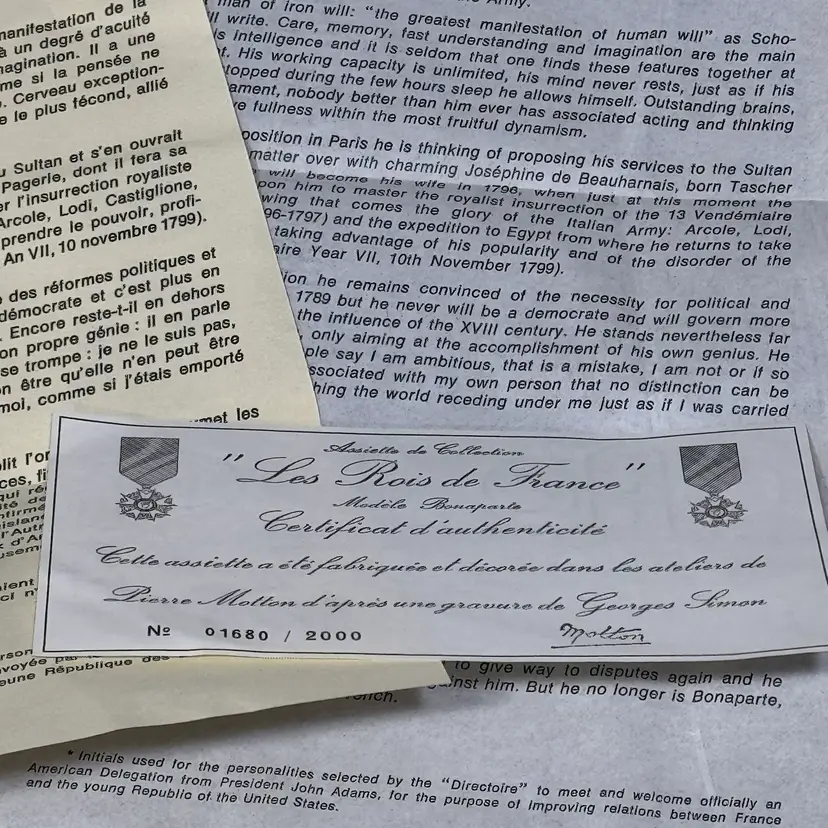 manifestation de la
à un degré d'acuité
magination. Il a une
me si la pensée ne
. Cerveau exception-
e le plus fécond, allié
u Sultan et s'en ouvrait
Pagerie, dont il fera sa
er l'insurrection royaliste
Arcole, Lodi, Castiglione,
prendre le pouvoir, profi-
An VII, 10 novembre 1799).
des réformes politiques et
démocrate et c'est plus en
. Encore reste-t-il en dehors
on propre génie : il en parle
se trompe : je ne le suis pas,
n être qu'elle n'en peut être
moi, comme si j'étais emporté
met les
Army.
man of iron will: "the greatest manifestation of human will" as Scho-
ll write. Care, memory, fast understanding and imagination are the main
is intelligence and it is seldom that one finds these features together at
t. His working capacity is unlimited, his mind never rests, just as if his
topped during the few hours sleep he allows himself. Outstanding brains,
ament, nobody better than him ever has associated acting and thinking
ve fullness within the most fruitful dynamism.
position in Paris he is thinking of proposing his services to the Sultan
matter over with charming Joséphine de Beauharnais, born Tascher
will become his wife in 1796, when just at this moment the
pon him to master the royalist insurrection of the 13 Vendémiaire
wing that comes the glory of the Italian Army: Arcole, Lodi,
96-1797) and the expedition to Egypt from where he returns to take
taking advantage of his popularity and of the disorder of the
aire Year VII, 10th November 1799).
ion he remains convinced of the necessity for political and
1789 but he never will be a democrate and will govern more
the influence of the XVIII century. He stands nevertheless far
, only aiming at the accomplishment of his own genius. He
ple say I am ambitious, that is a mistake, I am not or if so
ssociated with my own person that no distinction can be
hing the world receding under me just as if I was carried
Assiette de Collection
"Les Rois de France"
Modèle Bonaparte
Certificat d'authenticité
Cette assiette a été fabriquée et décorée dans les ateliers de
Pierre Motton d'après une gravure de Georges Simon
Nº 01680 / 2000
Motton
to give way to disputes again and he
inst him. But he no longer is Bonaparte,
eune République des
* Initials used for the personalities selected by the "Directoire" to meet and welcome officially an
American Delegation from President John Adams, for the purpose of improving relations between France
and the young Republic of the United States.